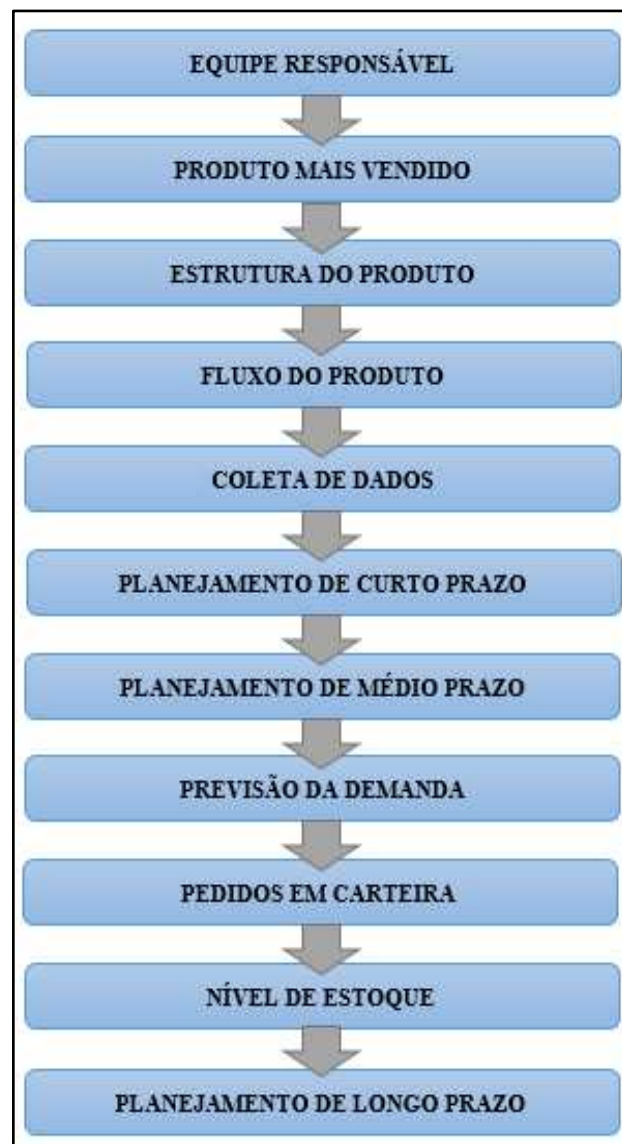 EQUIPE RESPONSÁVEL
PRODUTO MAIS VENDIDO
ESTRUTURA DO PRODUTO
FLUXO DO PRODUTO
COLETA DE DADOS
PLANEJAMENTO DE CURTO PRAZO
PLANEJAMENTO DE MÉDIO PRAZO
PREVISÃO DA DEMANDA
PEDIDOS EM CARTEIRA
NÍVEL DE ESTOQUE
PLANEJAMENTO DE LONGO PRAZO